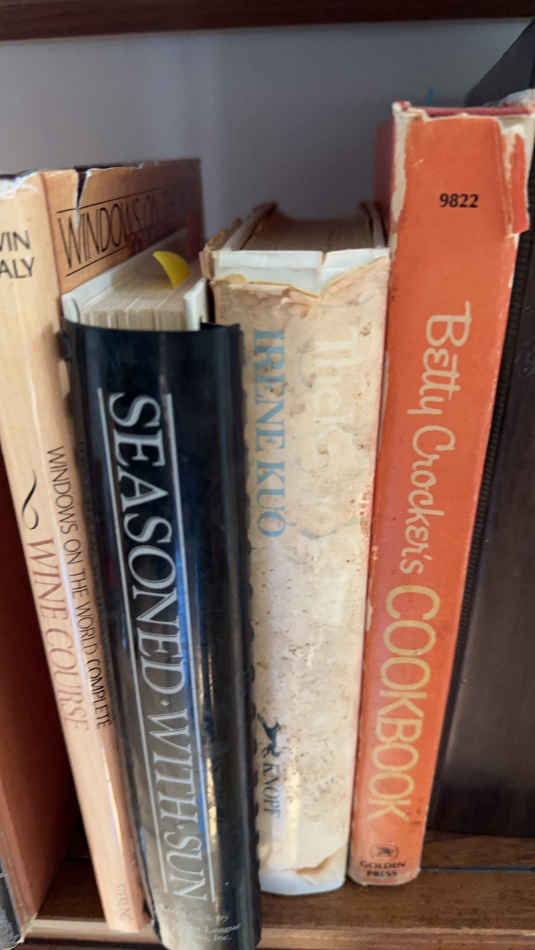 VIN
ALY
WINDOWS ON THE WORLD COMPLETE
WINE COURSE
WINDOWS
SEASONED·WITH·SUN
IRENE KUO
KNOPF
9822
Betty Crocker's COOKBOOK
GOLDEN
PRESS